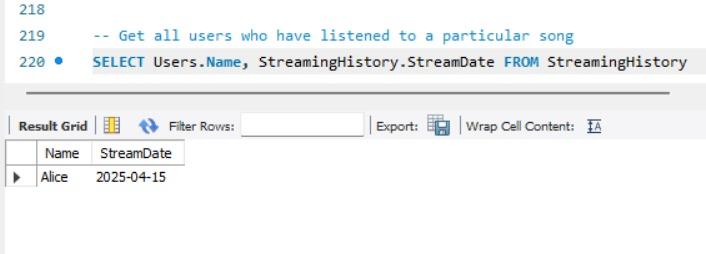 218
219 -- Get all users who have listened to a particular song
220 SELECT Users.Name, StreamingHistory.StreamDate FROM StreamingHistory
Result Grid Filter Rows: Export: Wrap Cell Content: IA
Name StreamDate
Alice 2025-04-15